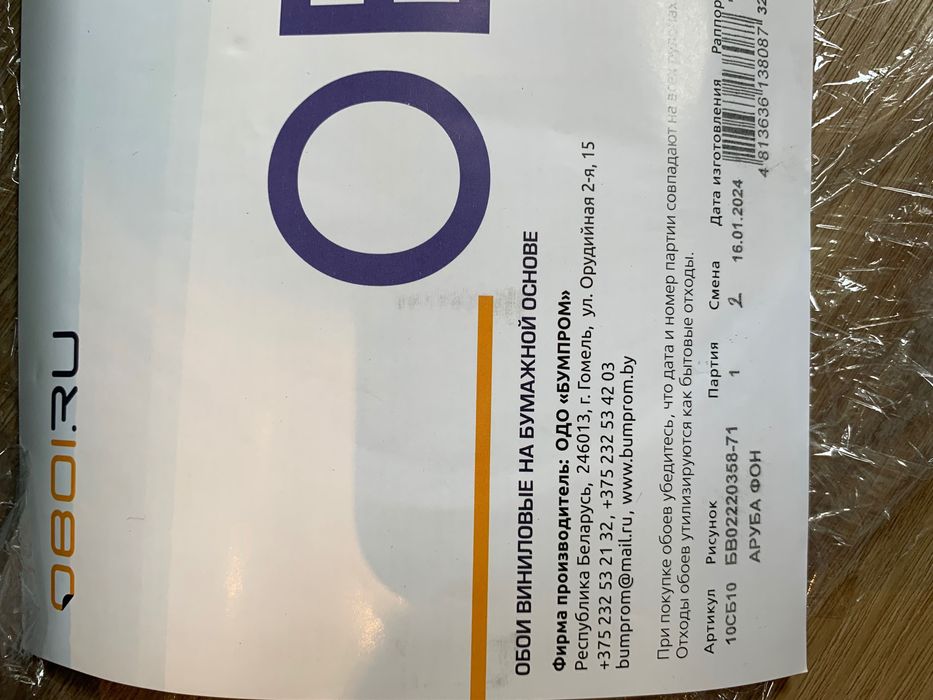 OBOI.RU
ОБ
ОБОИ ВИНИЛОВЫЕ НА БУМАЖНОЙ ОСНОВЕ
Фирма производитель: ОДО «БУМПРОМ»
Республика Беларусь, 246013, г. Гомель, ул. Орудийная 2-я, 15
+375 232 53 21 32, +375 232 53 42 03
bumprom@mail.ru, www.bumprom.by
При покупке обоев убедитесь, что дата и номер партии совпадают на всех рулонах
Отходы обоев утилизируются как бытовые отходы.
Артикул Рисунок Партия Смена Дата изготовления Раппор
10СБ10 БВ02220358-71 1 2 16.01.2024
АРУБА ФОН
4 813636 138087 32